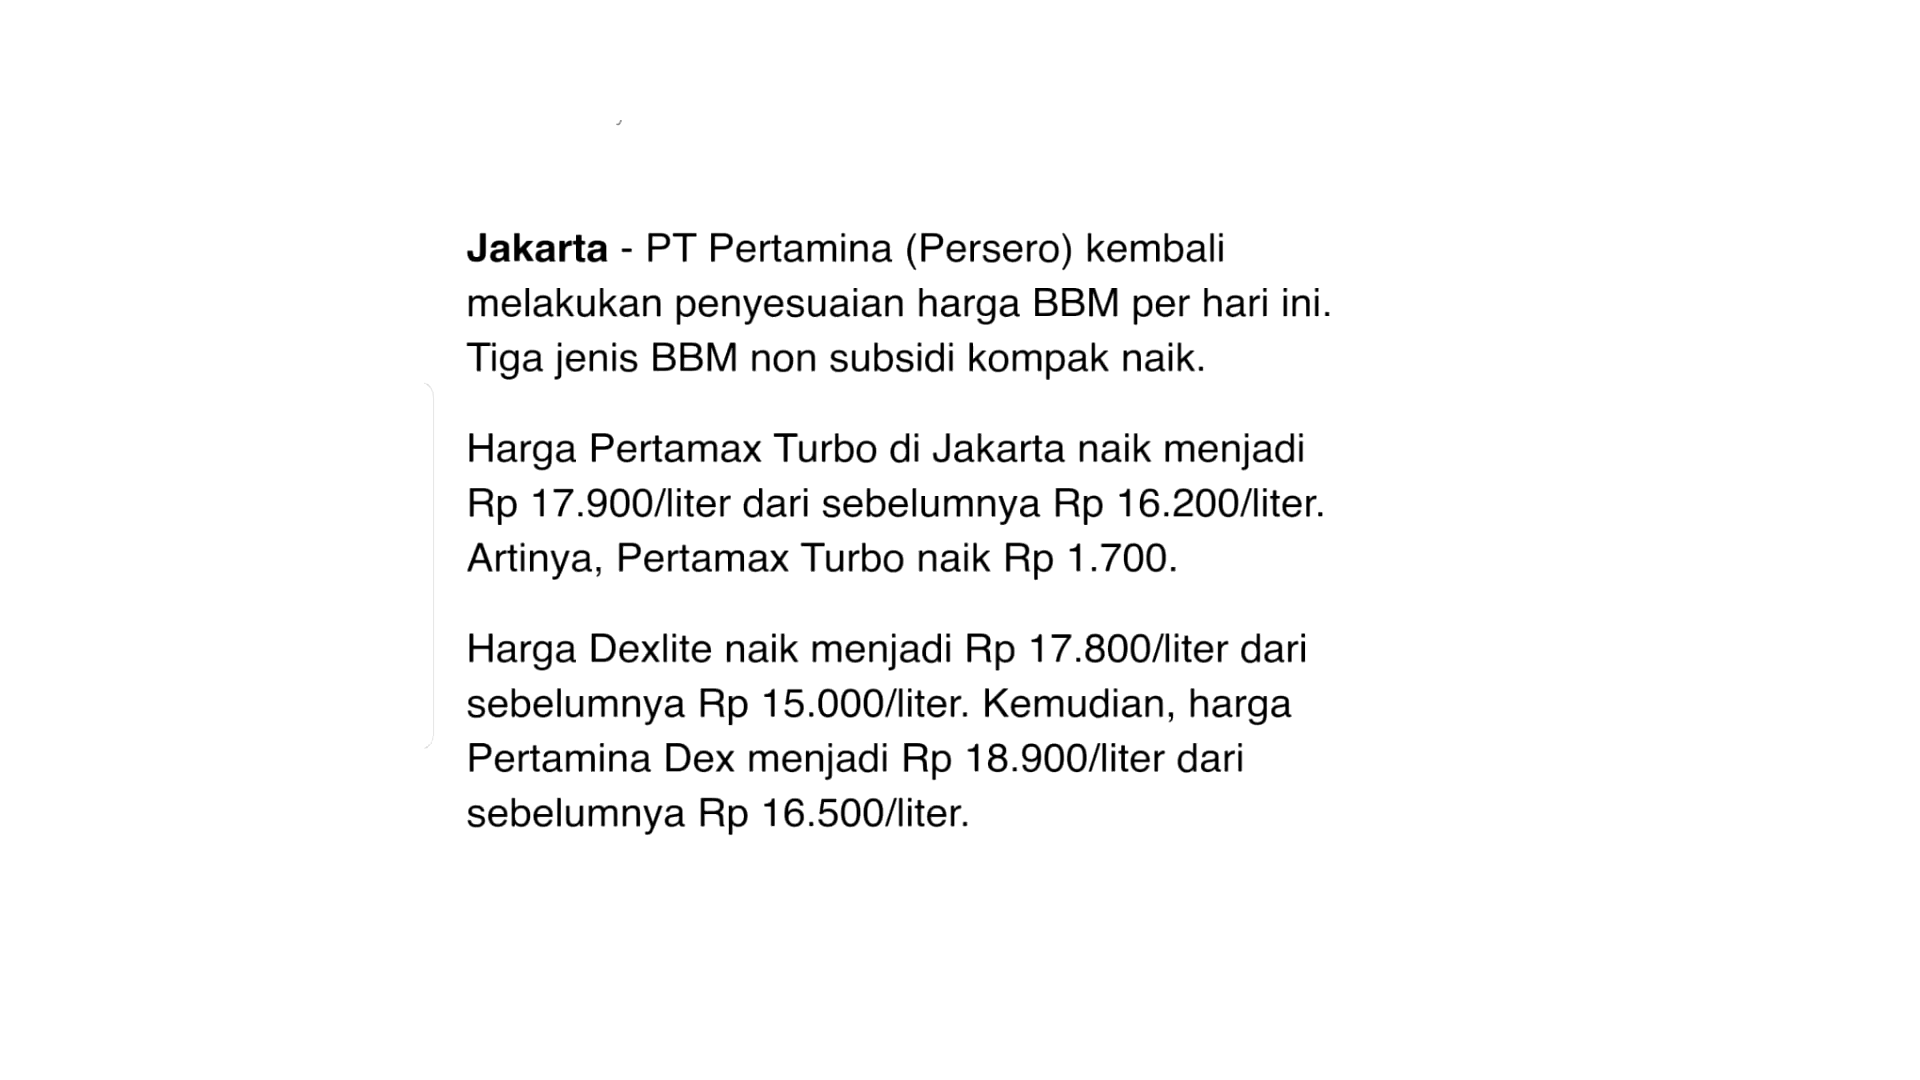 Jakarta - PT Pertamina (Persero) kembali
melakukan penyesuaian harga BBM per hari ini.
Tiga jenis BBM non subsidi kompak naik.
Harga Pertamax Turbo di Jakarta naik menjadi
Rp 17.900/liter dari sebelumnya Rp 16.200/liter.
Artinya, Pertamax Turbo naik Rp 1.700.
Harga Dexlite naik menjadi Rp 17.800/liter dari
sebelumnya Rp 15.000/liter. Kemudian, harga
Pertamina Dex menjadi Rp 18.900/liter dari
sebelumnya Rp 16.500/liter.